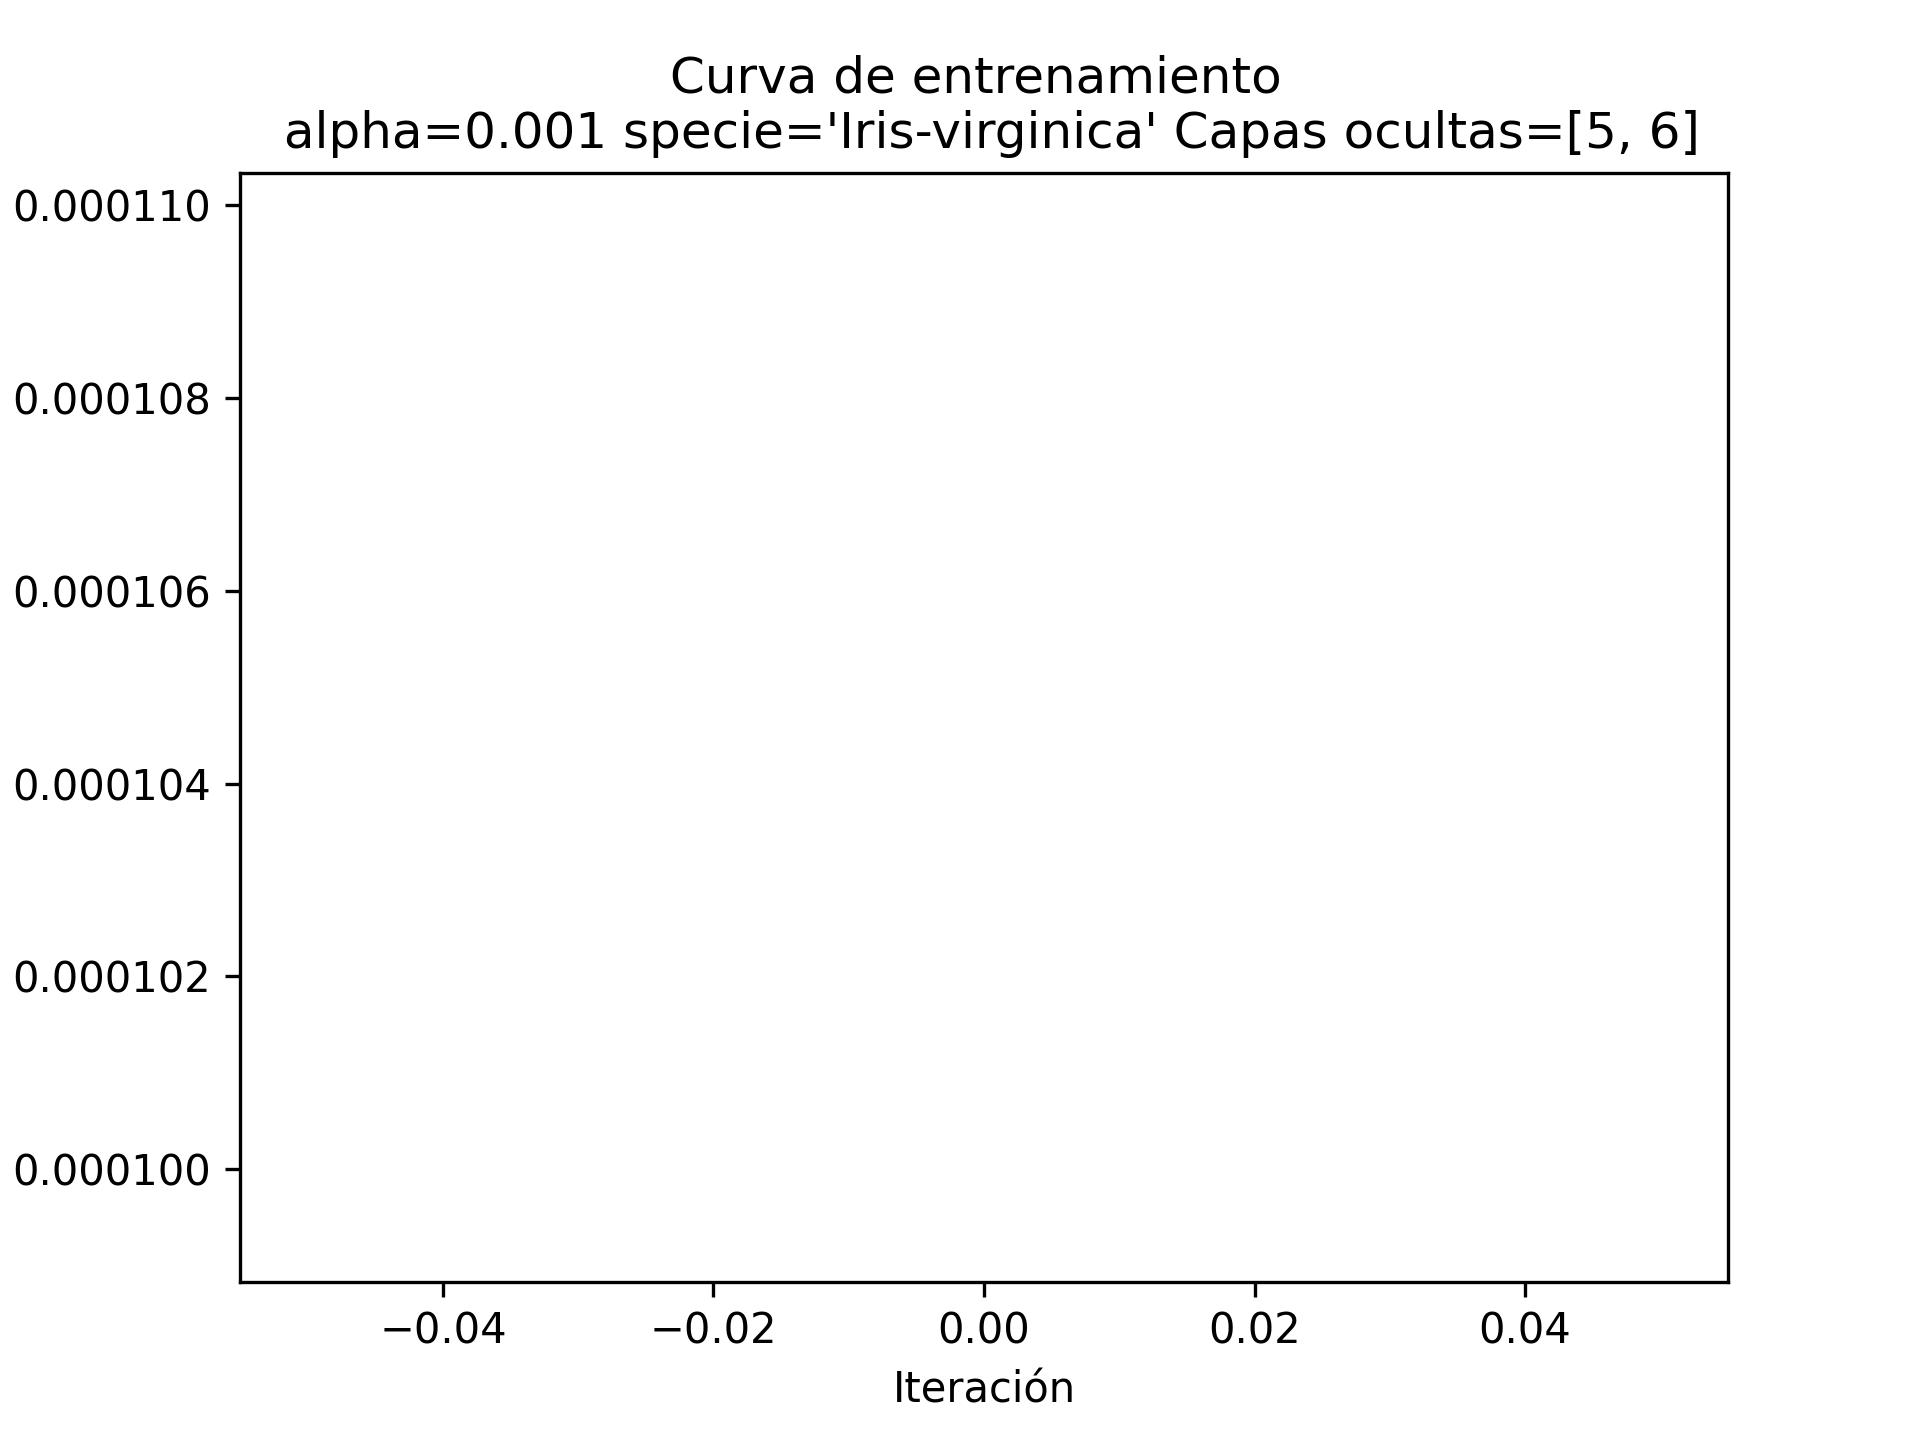 Curva de entrenamiento
alpha=0.001 specie='Iris-virginica' Capas ocultas=[5, 6]
0.000110
0.000108
0.000106
0.000104
0.000102
0.000100
−0.04 −0.02 0.00 0.02 0.04
Iteración